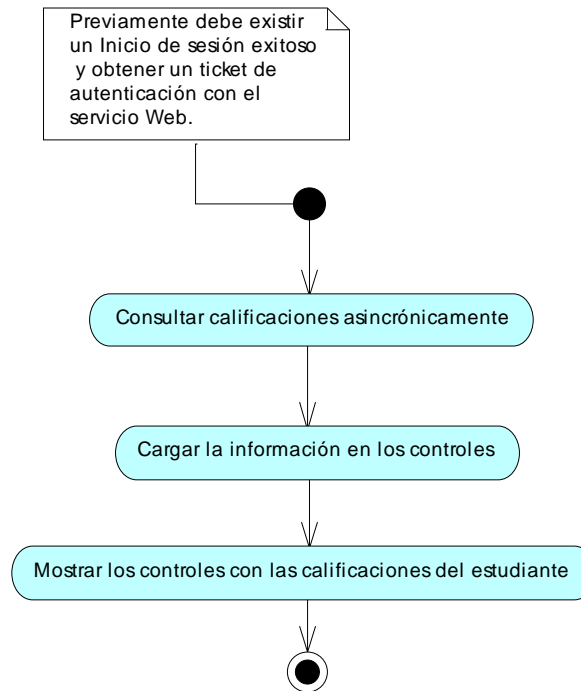 Previamente debe existir
un Inicio de sesión exitoso
y obtener un ticket de
autenticación con el
servicio Web.
Consultar calificaciones asincrónicamente
Cargar la información en los controles
Mostrar los controles con las calificaciones del estudiante